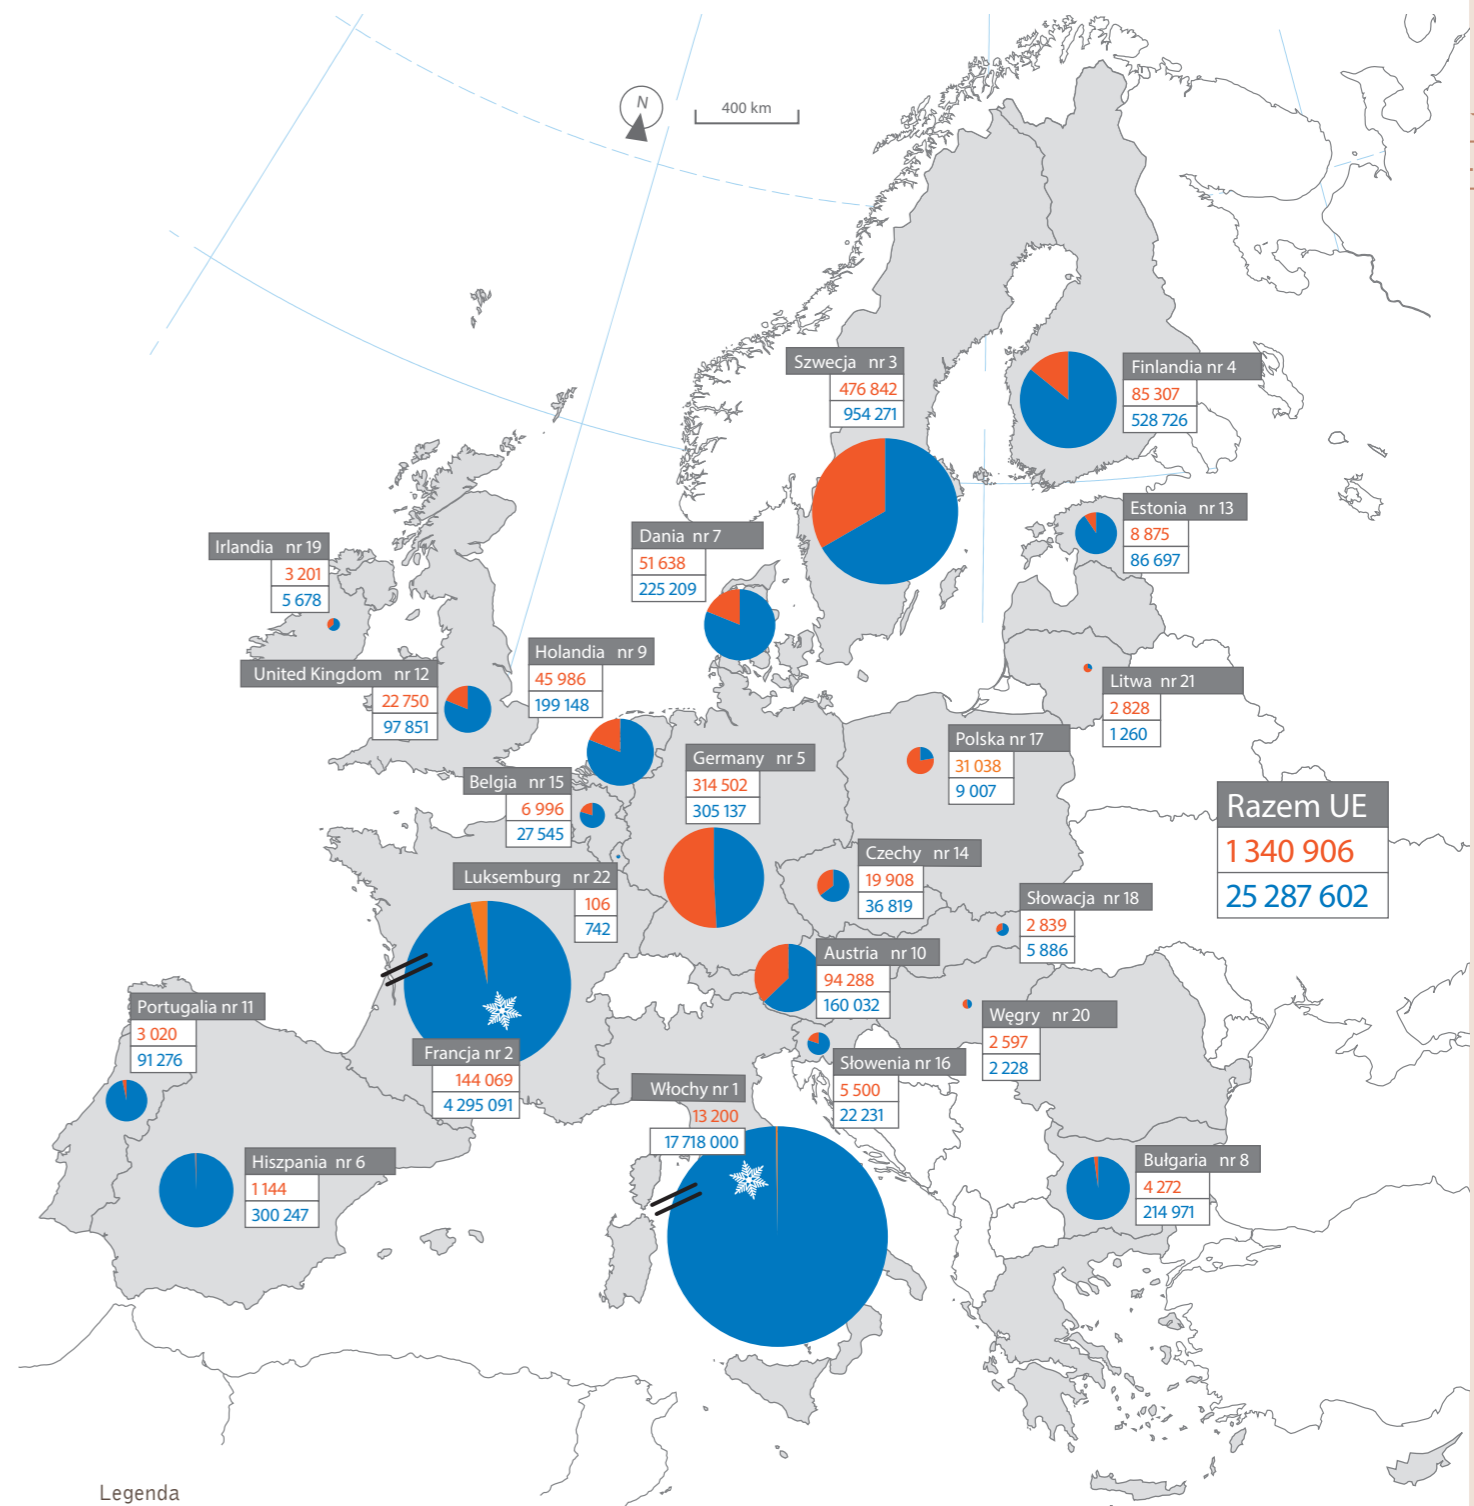 N
400 km
Szwecja nr 3
476 842
954 271
Finlandia nr 4
85 307
528 726
Estonia nr 13
8 875
86 697
Irlandia nr 19
3 201
5 678
Dania nr 7
51 638
225 209
Holandia nr 9
45 986
199 148
United Kingdom nr 12
22 750
97 851
Litwa nr 21
2 828
1 260
Polska nr 17
31 038
9 007
Germany nr 5
314 502
305 137
Belgia nr 15
6 996
27 545
Razem UE
1 340 906
25 287 602
Czechy nr 14
19 908
36 819
Luksemburg nr 22
106
742
Słowacja nr 18
2 839
5 886
Austria nr 10
94 288
160 032
Portugalia nr 11
3 020
91 276
Węgry nr 20
2 597
2 228
Francja nr 2
144 069
4 295 091
Słowenia nr 16
5 500
22 231
Włochy nr 1
13 200
17 718 000
Hiszpania nr 6
1 144
300 247
Bułgaria nr 8
4 272
214 971
Legenda